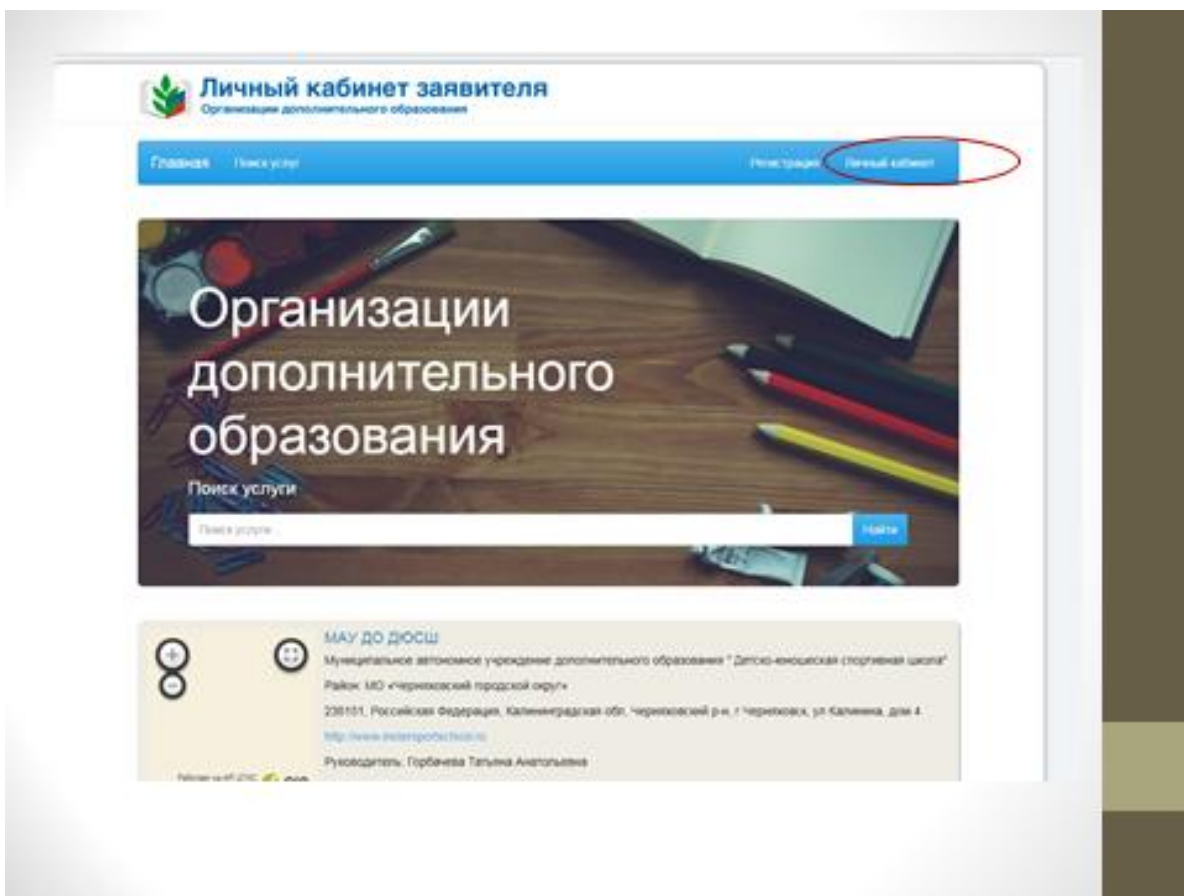 Личный кабинет заявителя
Организации дополнительного образования
Главная Поиск услуг Регистрация Личный кабинет
Организации
дополнительного
образования
Поиск услуги
Поиск услуги ...
Найти
МАУ ДО ДЮСШ
Муниципальное автономное учреждение дополнительного образования " Детско-юношеская спортивная школа"
Район: МО «Черняховский городской округ»
Российская Федерация, Калининградская обл, Черняховский р-н, г Черняховск, ул Калинина, дом 4
Руководитель: Горбачева Татьяна Анатольевна